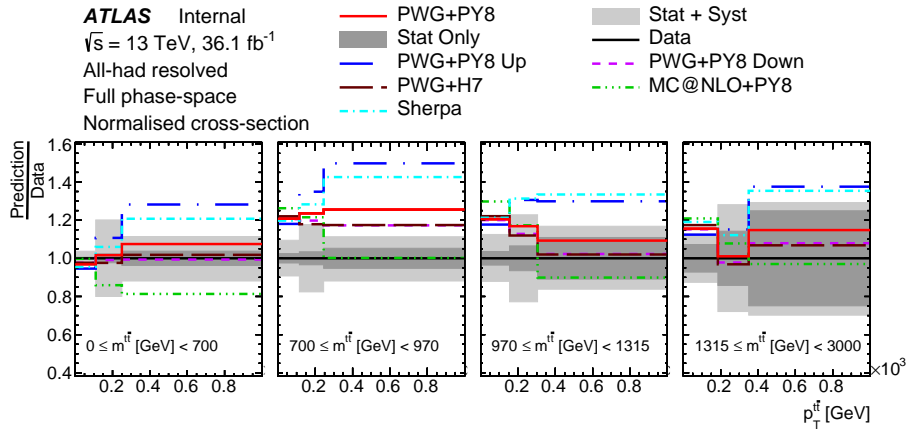 ATLAS Internal
√s = 13 TeV, 36.1 fb⁻¹
All-had resolved
Full phase-space
Normalised cross-section
PWG+PY8
Stat Only
PWG+PY8 Up
PWG+H7
Sherpa
Stat + Syst
Data
PWG+PY8 Down
MC@NLO+PY8
Prediction
Data
1.6
1.4
1.2
1.0
0.8
0.6
0.4
0 ≤ m^{tt̄} [GeV] < 700
700 ≤ m^{tt̄} [GeV] < 970
970 ≤ m^{tt̄} [GeV] < 1315
1315 ≤ m^{tt̄} [GeV] < 3000
0.2 0.4 0.6 0.8 0.2 0.4 0.6 0.8 0.2 0.4 0.6 0.8 0.2 0.4 0.6 0.8
×10³
p_T^{tt̄} [GeV]